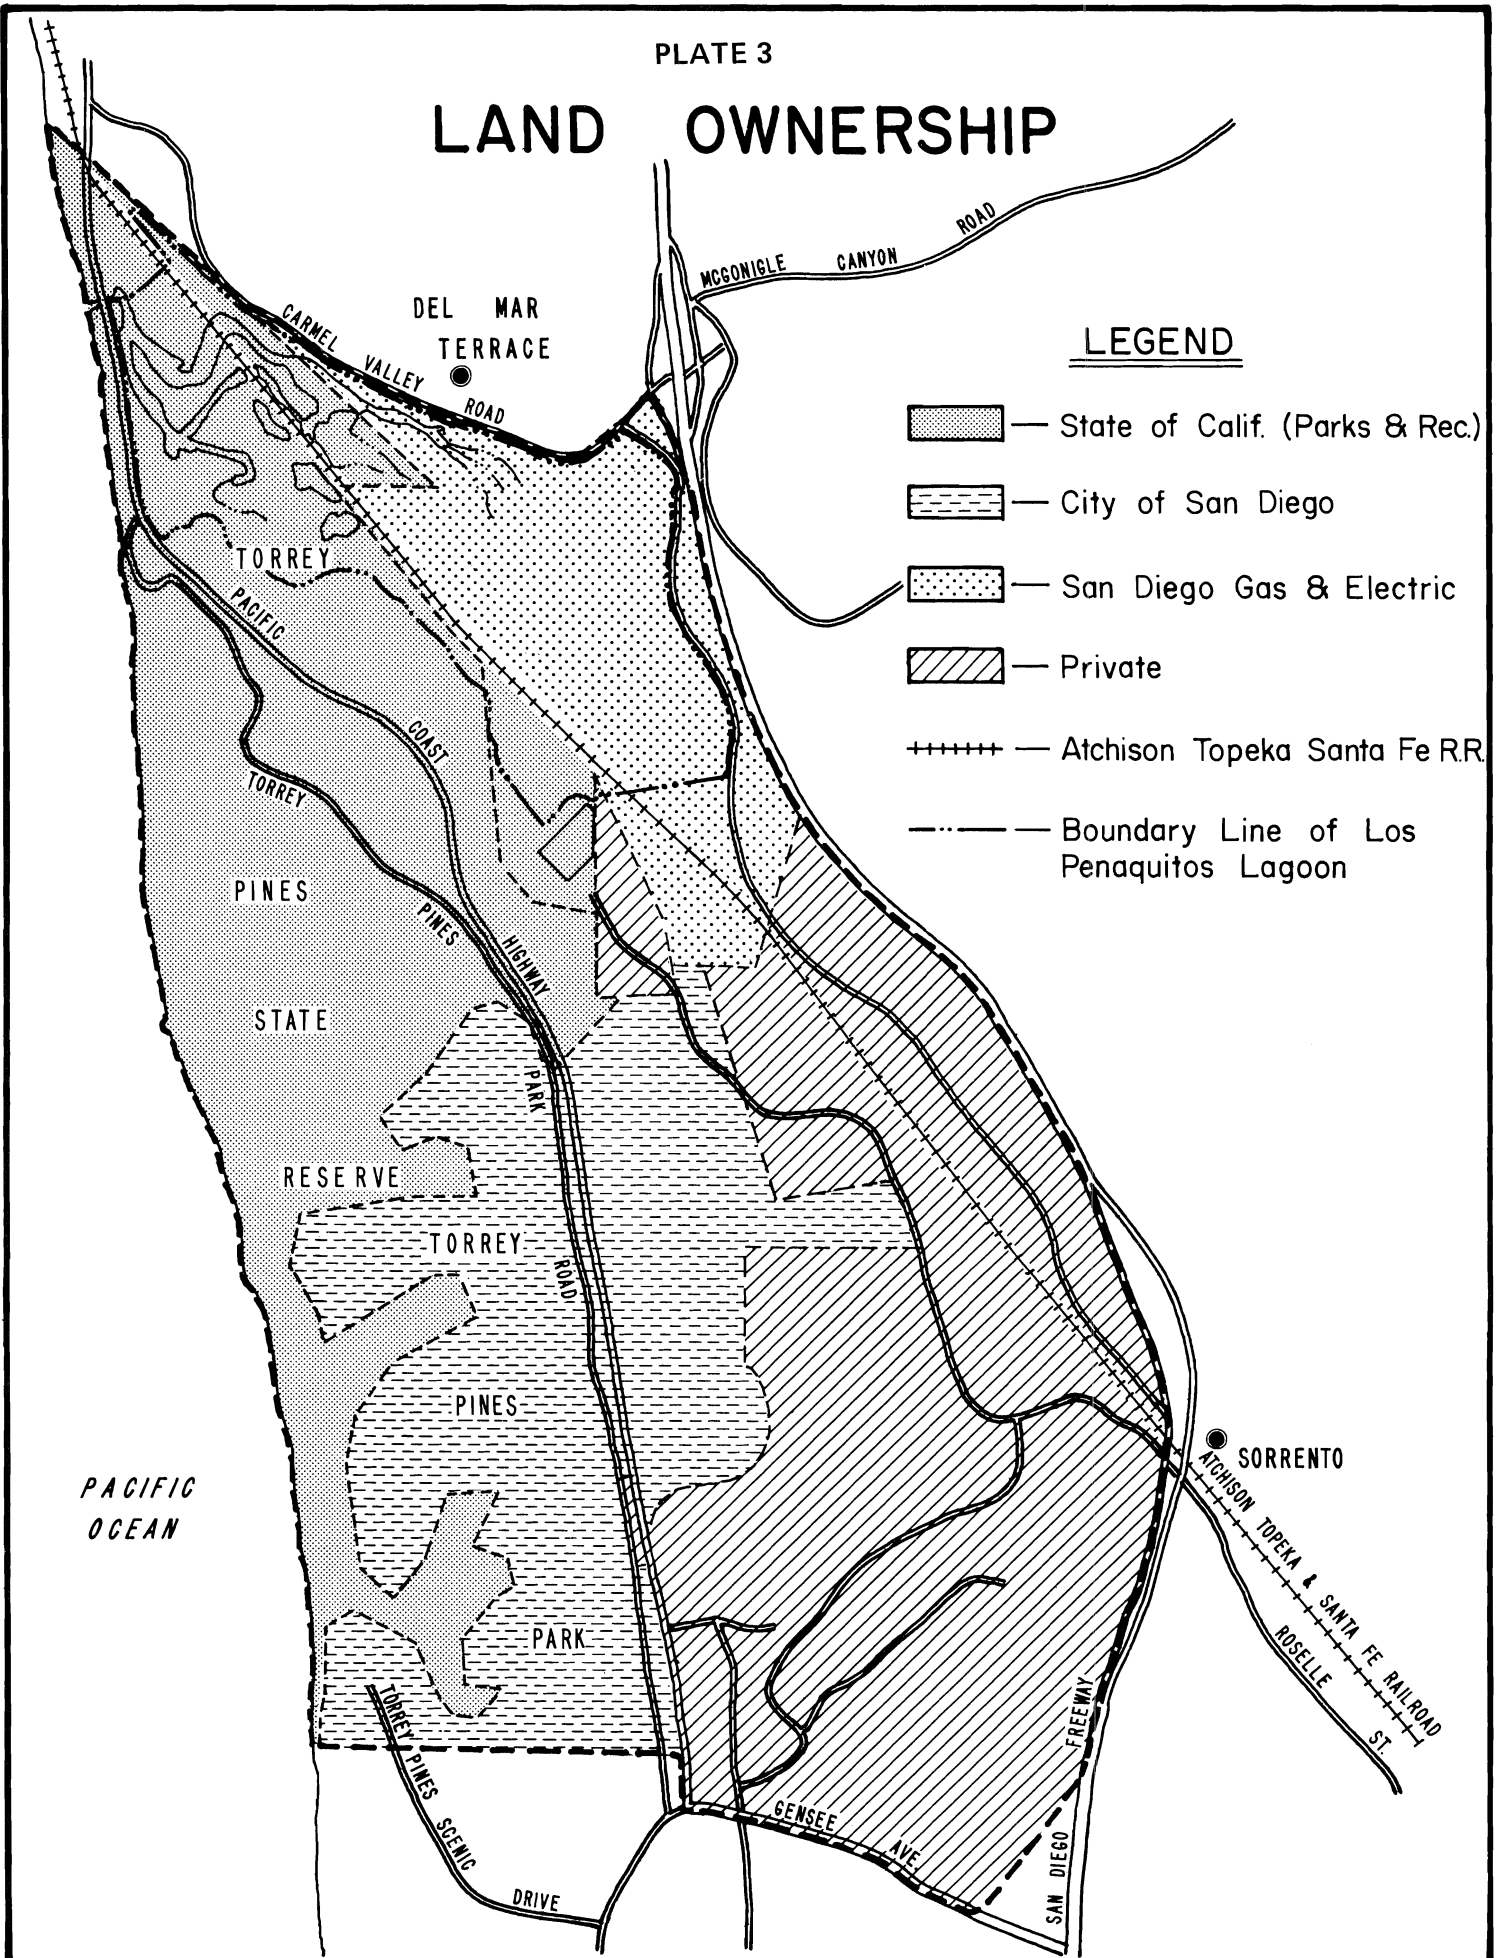 PLATE 3
LAND OWNERSHIP
MCGONIGLE CANYON ROAD
DEL MAR
TERRACE
CARMEL VALLEY ROAD
LEGEND
State of Calif. (Parks & Rec.)
City of San Diego
San Diego Gas & Electric
Private
Atchison Topeka Santa Fe R.R.
Boundary Line of Los
Penaquitos Lagoon
TORREY
PINES
STATE
RESERVE
PACIFIC COAST HIGHWAY
TORREY PINES PARK ROAD
TORREY
PINES
PARK
PACIFIC
OCEAN
SORRENTO
ATCHISON TOPEKA & SANTA FE RAILROAD
ROSELLE ST.
SAN DIEGO FREEWAY
GENSEE AVE.
TORREY PINES SCENIC DRIVE